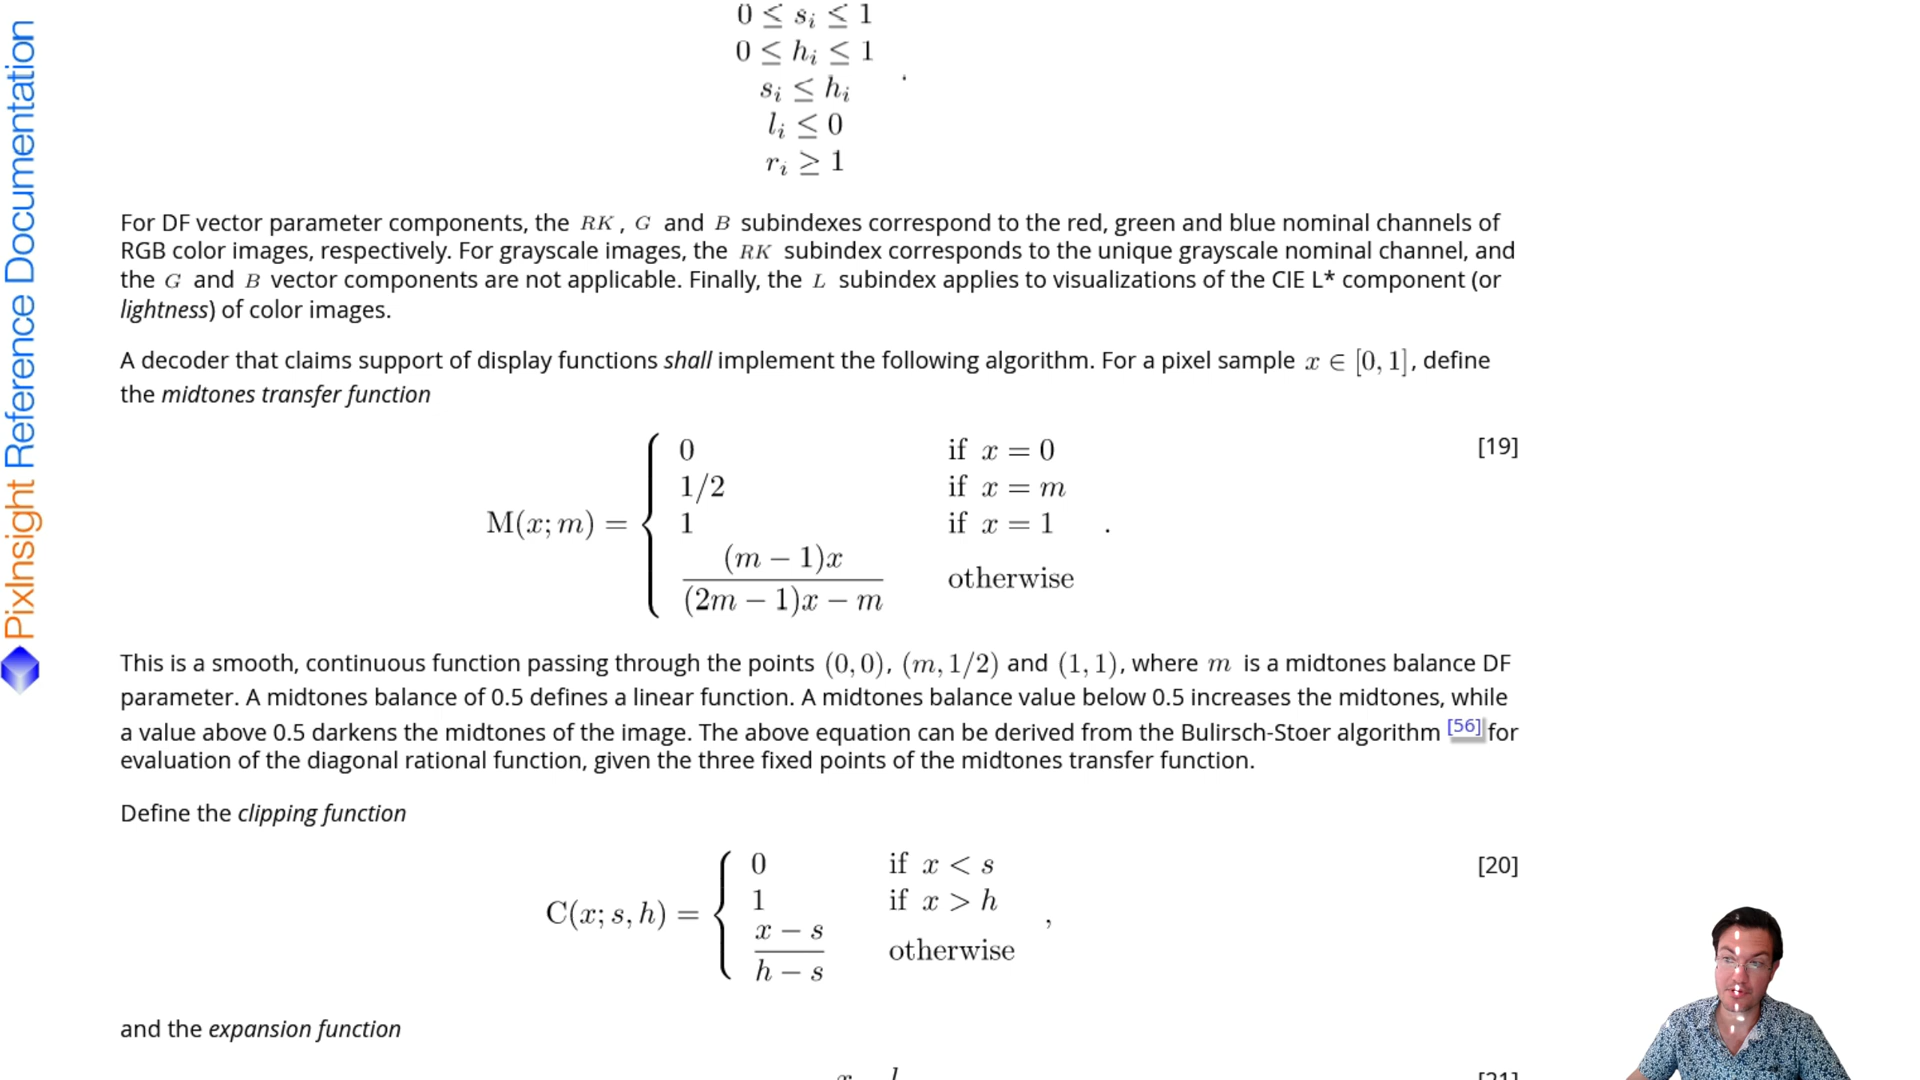 PixInsight Reference Documentation
0 ≤ sᵢ ≤ 1
0 ≤ hᵢ ≤ 1
sᵢ ≤ hᵢ
lᵢ ≤ 0
rᵢ ≥ 1
.
For DF vector parameter components, the RK, G and B subindexes correspond to the red, green and blue nominal channels of
RGB color images, respectively. For grayscale images, the RK subindex corresponds to the unique grayscale nominal channel, and
the G and B vector components are not applicable. Finally, the L subindex applies to visualizations of the CIE L* component (or
lightness) of color images.
A decoder that claims support of display functions shall implement the following algorithm. For a pixel sample x ∈ [0, 1], define
the midtones transfer function
0 if x = 0 [19]
1/2 if x = m
M(x; m) = { 1 if x = 1 .
(m − 1)x
otherwise
(2m − 1)x − m
This is a smooth, continuous function passing through the points (0, 0), (m, 1/2) and (1, 1), where m is a midtones balance DF
parameter. A midtones balance of 0.5 defines a linear function. A midtones balance value below 0.5 increases the midtones, while
a value above 0.5 darkens the midtones of the image. The above equation can be derived from the Bulirsch-Stoer algorithm [56] for
evaluation of the diagonal rational function, given the three fixed points of the midtones transfer function.
Define the clipping function
0 if x < s [20]
1 if x > h
C(x; s, h) = { ,
x − s
otherwise
h − s
and the expansion function